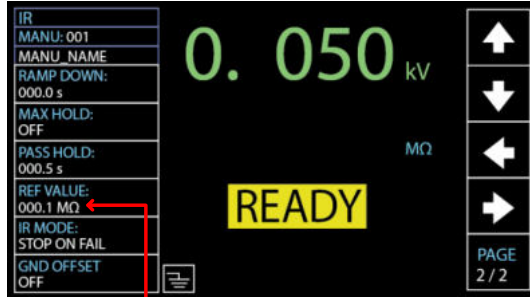 IR
MANU: 001
MANU_NAME
RAMP DOWN:
000.0 s
MAX HOLD:
OFF
PASS HOLD:
000.5 s
REF VALUE:
000.1 MΩ
IR MODE:
STOP ON FAIL
GND OFFSET
OFF
0. 050 kV
MΩ
READY
PAGE
2 / 2